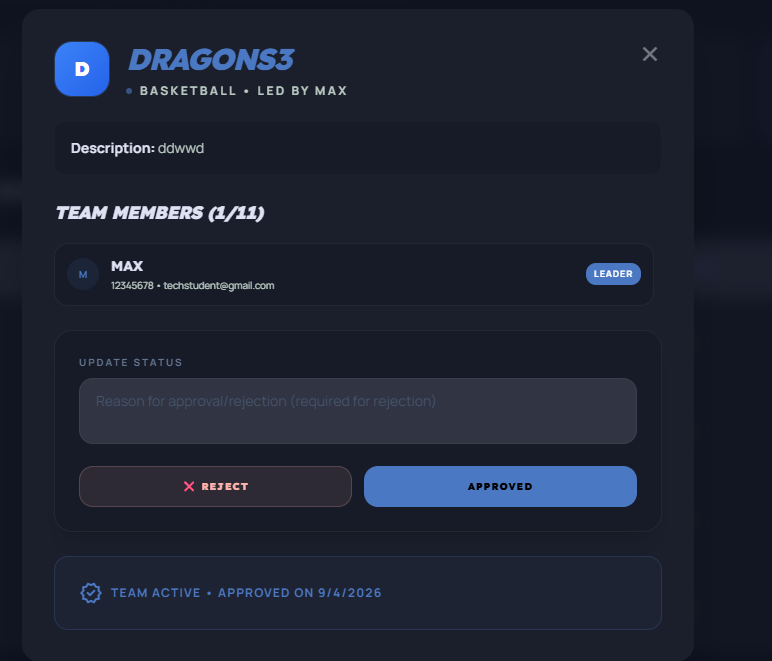 D
DRAGONS3
BASKETBALL • LED BY MAX
Description: ddwwd
TEAM MEMBERS (1/11)
M
MAX
12345678 • techstudent@gmail.com
LEADER
UPDATE STATUS
Reason for approval/rejection (required for rejection)
REJECT
APPROVED
TEAM ACTIVE • APPROVED ON 9/4/2026